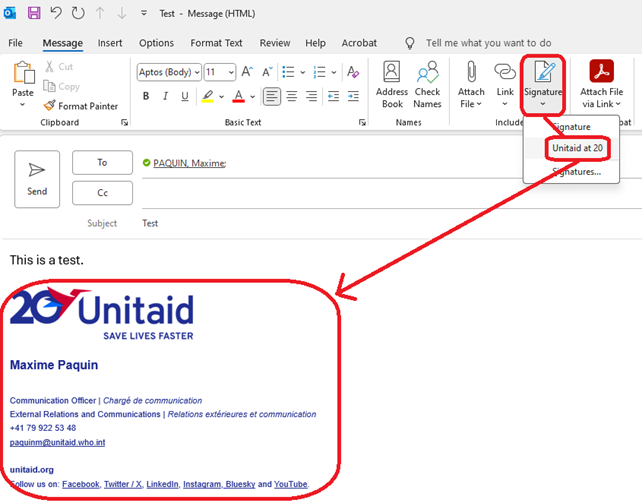 Test - Message (HTML)
File Message Insert Options Format Text Review Help Acrobat Tell me what you want to do
Paste
Cut
Copy
Format Painter
Clipboard
Aptos (Body) 11
B I U
Basic Text
Address Book
Check Names
Names
Attach File
Link
Signature
Include
Attach File via Link
Signature
Unitaid at 20
Signatures...
Send
To
PAQUIN, Maxime;
Cc
Subject Test
This is a test.
20 Unitaid
SAVE LIVES FASTER
Maxime Paquin
Communication Officer | Chargé de communication
External Relations and Communications | Relations extérieures et communication
+41 79 922 53 48
paquinm@unitaid.who.int
unitaid.org
Follow us on: Facebook, Twitter / X, LinkedIn, Instagram, Bluesky and YouTube.